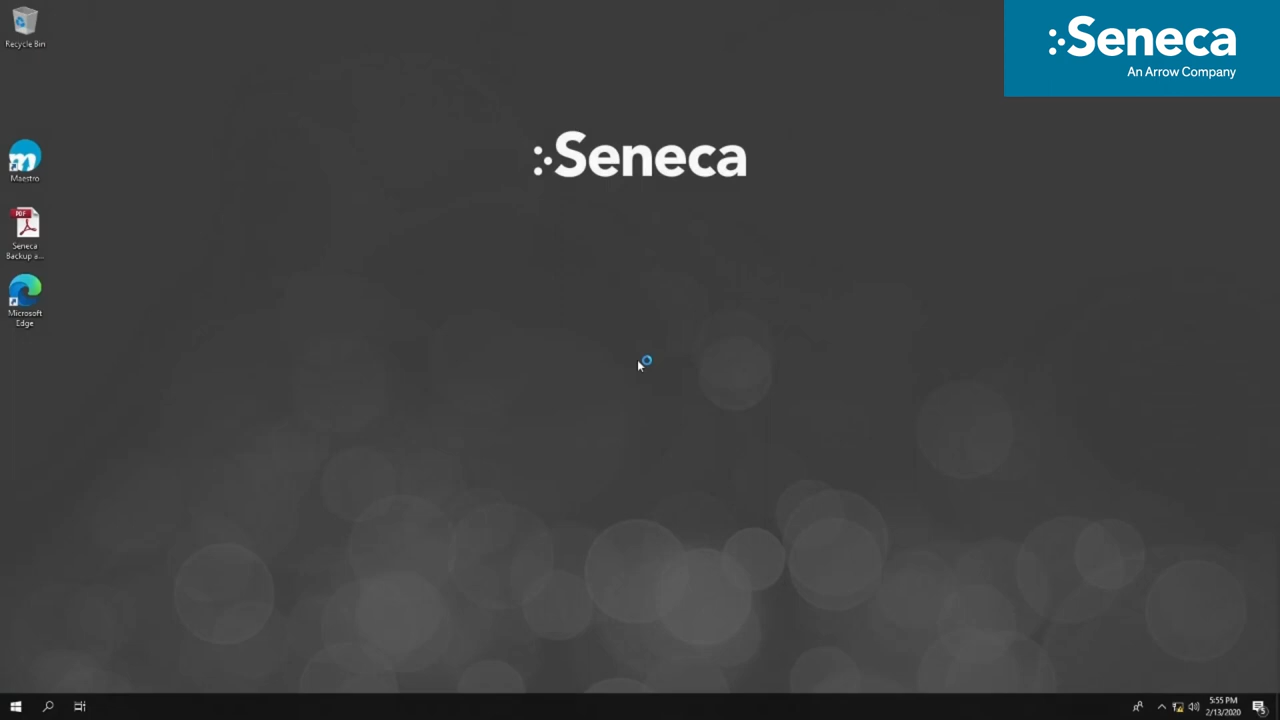 Recycle Bin
:·Seneca
An Arrow Company
:·Seneca
m
Maestro
PDF
Seneca
Backup a...
Microsoft
Edge
5:55 PM
2/13/2020
5